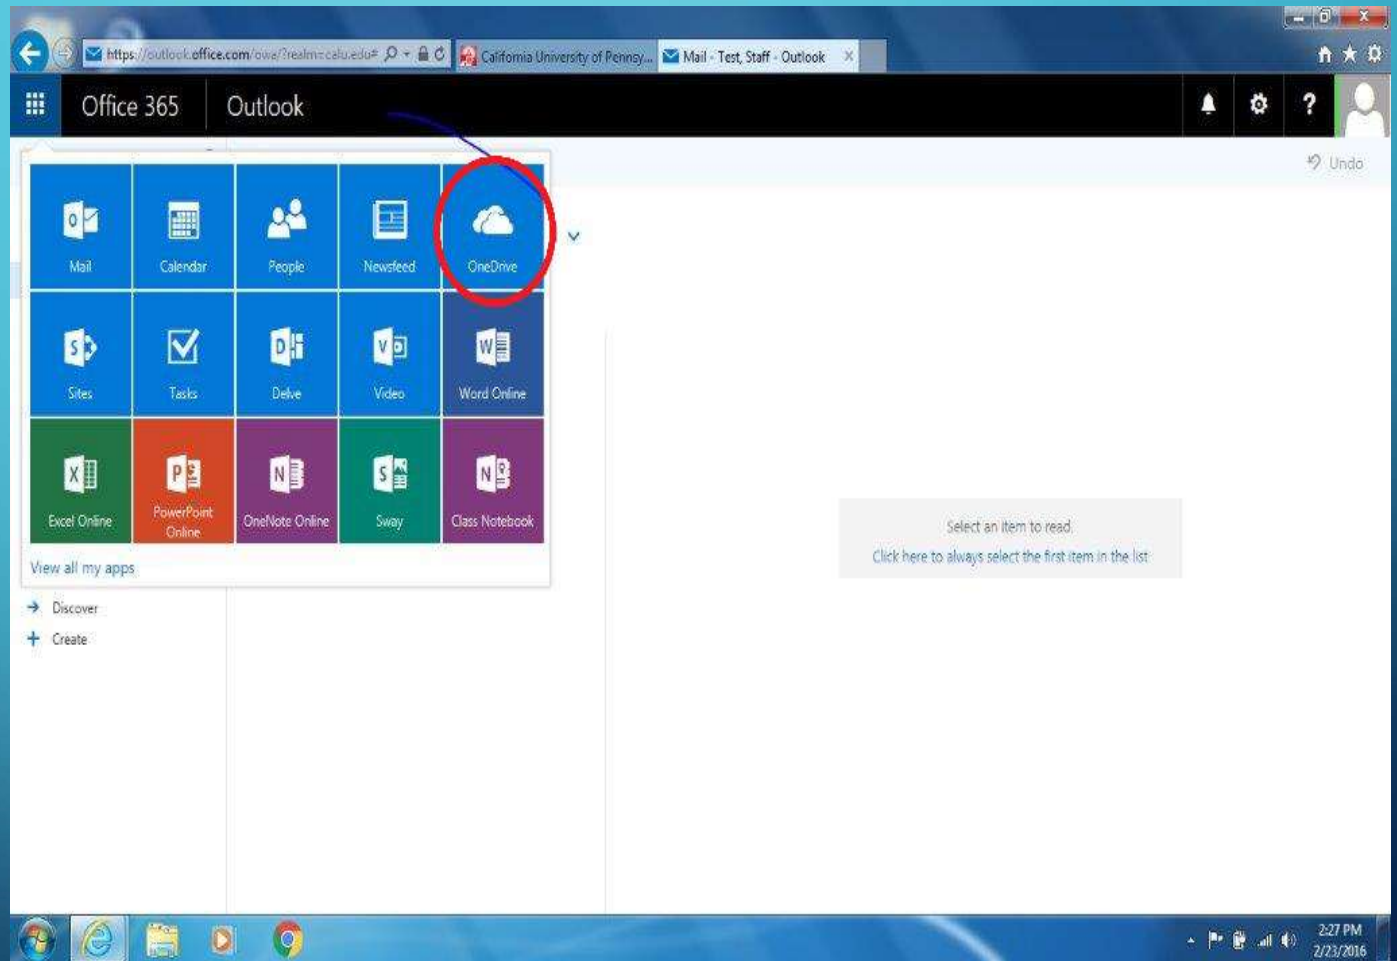 https://outlook.office.com/owa/?realm=calu.edu#
California University of Pennsy...
Mail - Test, Staff - Outlook
Office 365
Outlook
?
Undo
Mail
Calendar
People
Newsfeed
OneDrive
Sites
Tasks
Delve
Video
Word Online
Excel Online
PowerPoint
Online
OneNote Online
Sway
Class Notebook
View all my apps
Discover
Create
Select an item to read.
Click here to always select the first item in the list
2:27 PM
2/23/2016